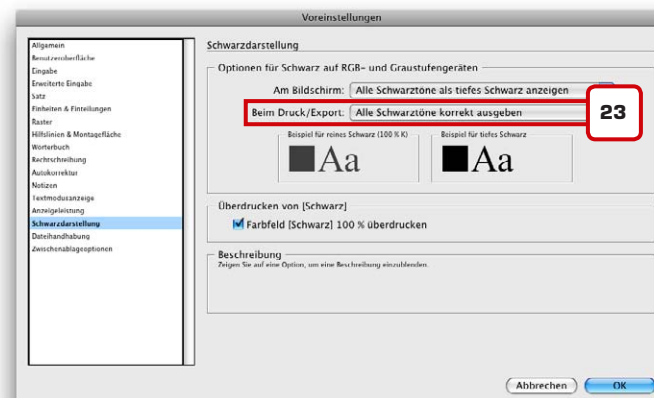 Voreinstellungen
Allgemein
Benutzeroberfläche
Eingabe
Erweiterte Eingabe
Satz
Einheiten & Einteilungen
Raster
Hilfslinien & Montagefläche
Wörterbuch
Rechtschreibung
Autokorrektur
Notizen
Textmodusanzeige
Anzeigeleistung
Schwarzdarstellung
Dateihandhabung
Zwischenablageoptionen
Schwarzdarstellung
Optionen für Schwarz auf RGB- und Graustufengeräten
Am Bildschirm: Alle Schwarztöne als tiefes Schwarz anzeigen
Beim Druck/Export: Alle Schwarztöne korrekt ausgeben
23
Beispiel für reines Schwarz (100 % K)
Aa
Beispiel für tiefes Schwarz
Aa
Überdrucken von [Schwarz]
Farbfeld [Schwarz] 100 % überdrucken
Beschreibung
Zeigen Sie auf eine Option, um eine Beschreibung einzublenden.
Abbrechen
OK